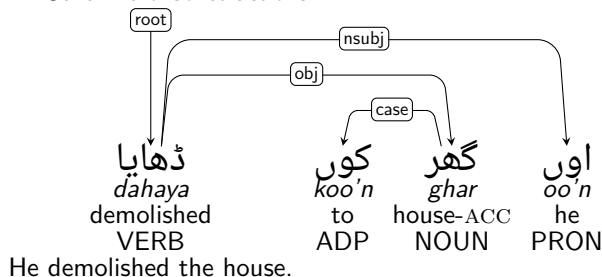 root
nsubj
obj
case
ڈھایا کوں گھر اوں
dahaya koo'n ghar oo'n
demolished to house-ACC he
VERB ADP NOUN PRON
He demolished the house.